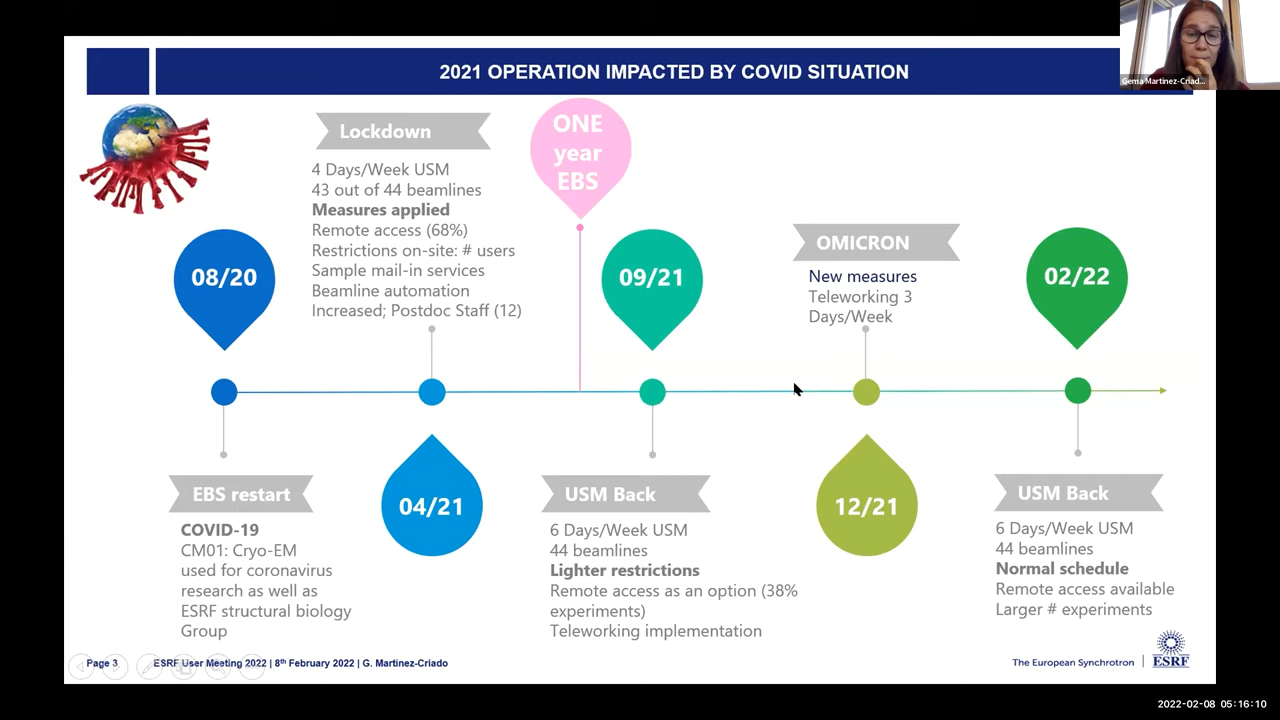 2021 OPERATION IMPACTED BY COVID SITUATION
Gema Martinez-Criad...
08/20
EBS restart
COVID-19
CM01: Cryo-EM
used for coronavirus
research as well as
ESRF structural biology
Group
Lockdown
4 Days/Week USM
43 out of 44 beamlines
Measures applied
Remote access (68%)
Restrictions on-site: # users
Sample mail-in services
Beamline automation
Increased; Postdoc Staff (12)
04/21
ONE
year
EBS
09/21
USM Back
6 Days/Week USM
44 beamlines
Lighter restrictions
Remote access as an option (38%
experiments)
Teleworking implementation
OMICRON
New measures
Teleworking 3
Days/Week
12/21
02/22
USM Back
6 Days/Week USM
44 beamlines
Normal schedule
Remote access available
Larger # experiments
Page 3
ESRF User Meeting 2022 | 8th February 2022 | G. Martinez-Criado
The European Synchrotron
ESRF
2022-02-08 05:16:10